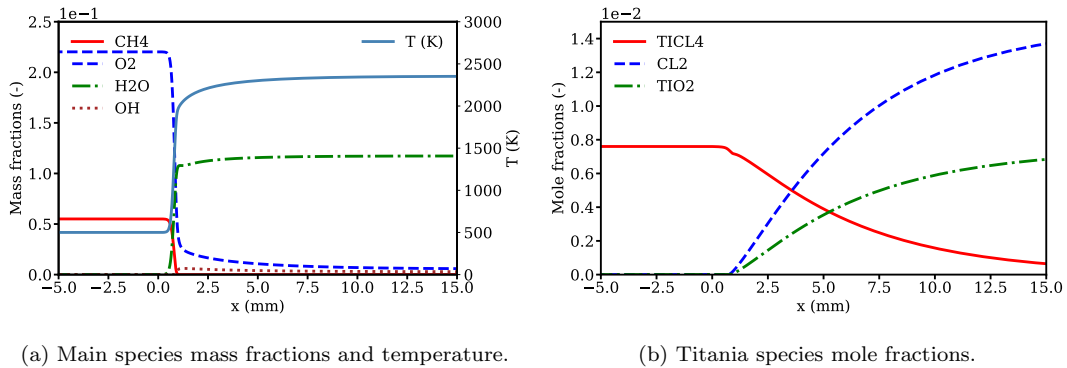 1e−1
2.5
2.0
1.5
1.0
0.5
0.0
Mass fractions (-)
CH4
O2
H2O
OH
T (K)
3000
2500
2000
1500
1000
500
0
T (K)
−5.0 −2.5 0.0 2.5 5.0 7.5 10.0 12.5 15.0
x (mm)
(a) Main species mass fractions and temperature.
1e−2
1.4
1.2
1.0
0.8
0.6
0.4
0.2
0.0
Mole fractions (-)
TICL4
CL2
TIO2
−5.0 −2.5 0.0 2.5 5.0 7.5 10.0 12.5 15.0
x (mm)
(b) Titania species mole fractions.